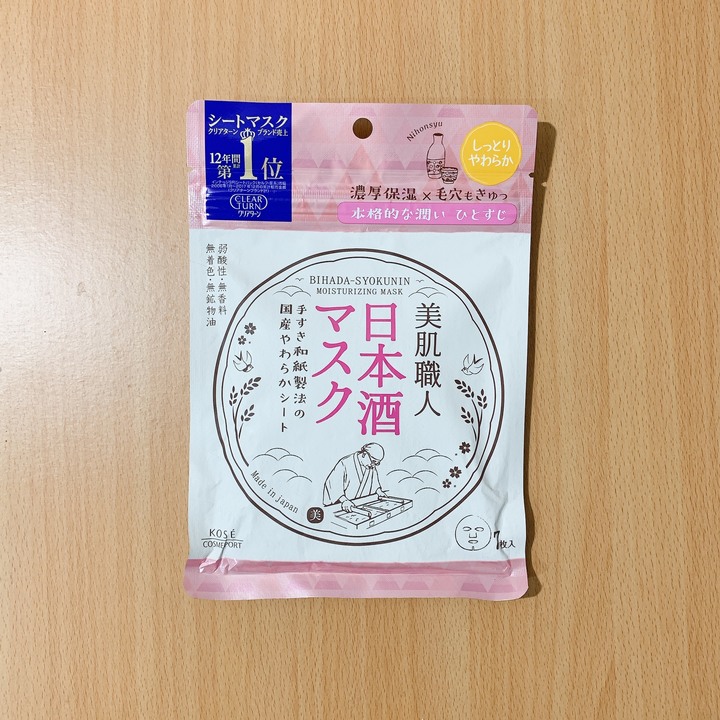 シートマスク
クリアターン ブランド売上
12年間
第1位
CLEAR
TURN
クリアターン
Nihonsyu
しっとり
やわらか
濃厚保湿×毛穴もきゅっ
本格的な潤い ひとすじ
弱酸性・無香料
無着色・無鉱物油
BIHADA-SYOKUNIN
MOISTURIZING MASK
美肌職人
日本酒
マスク
手すき和紙製法の
国産やわらかシート
Made in Japan
美
KOSÉ
COSMEPORT
7枚入